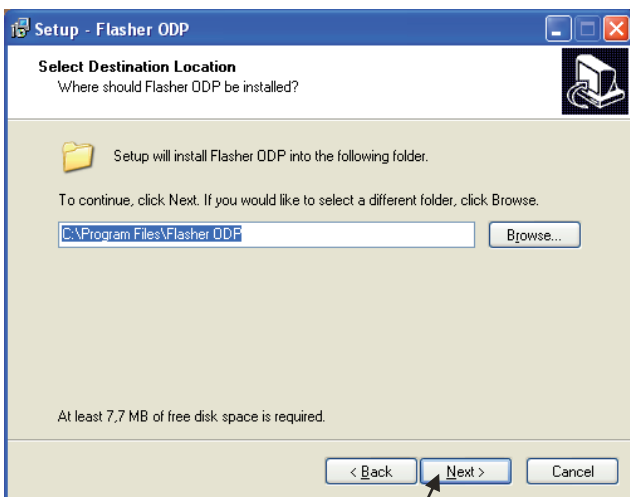 Setup - Flasher ODP
Select Destination Location
Where should Flasher ODP be installed?
Setup will install Flasher ODP into the following folder.
To continue, click Next. If you would like to select a different folder, click Browse.
C:\Program Files\Flasher ODP
Browse...
At least 7,7 MB of free disk space is required.
< Back
Next >
Cancel